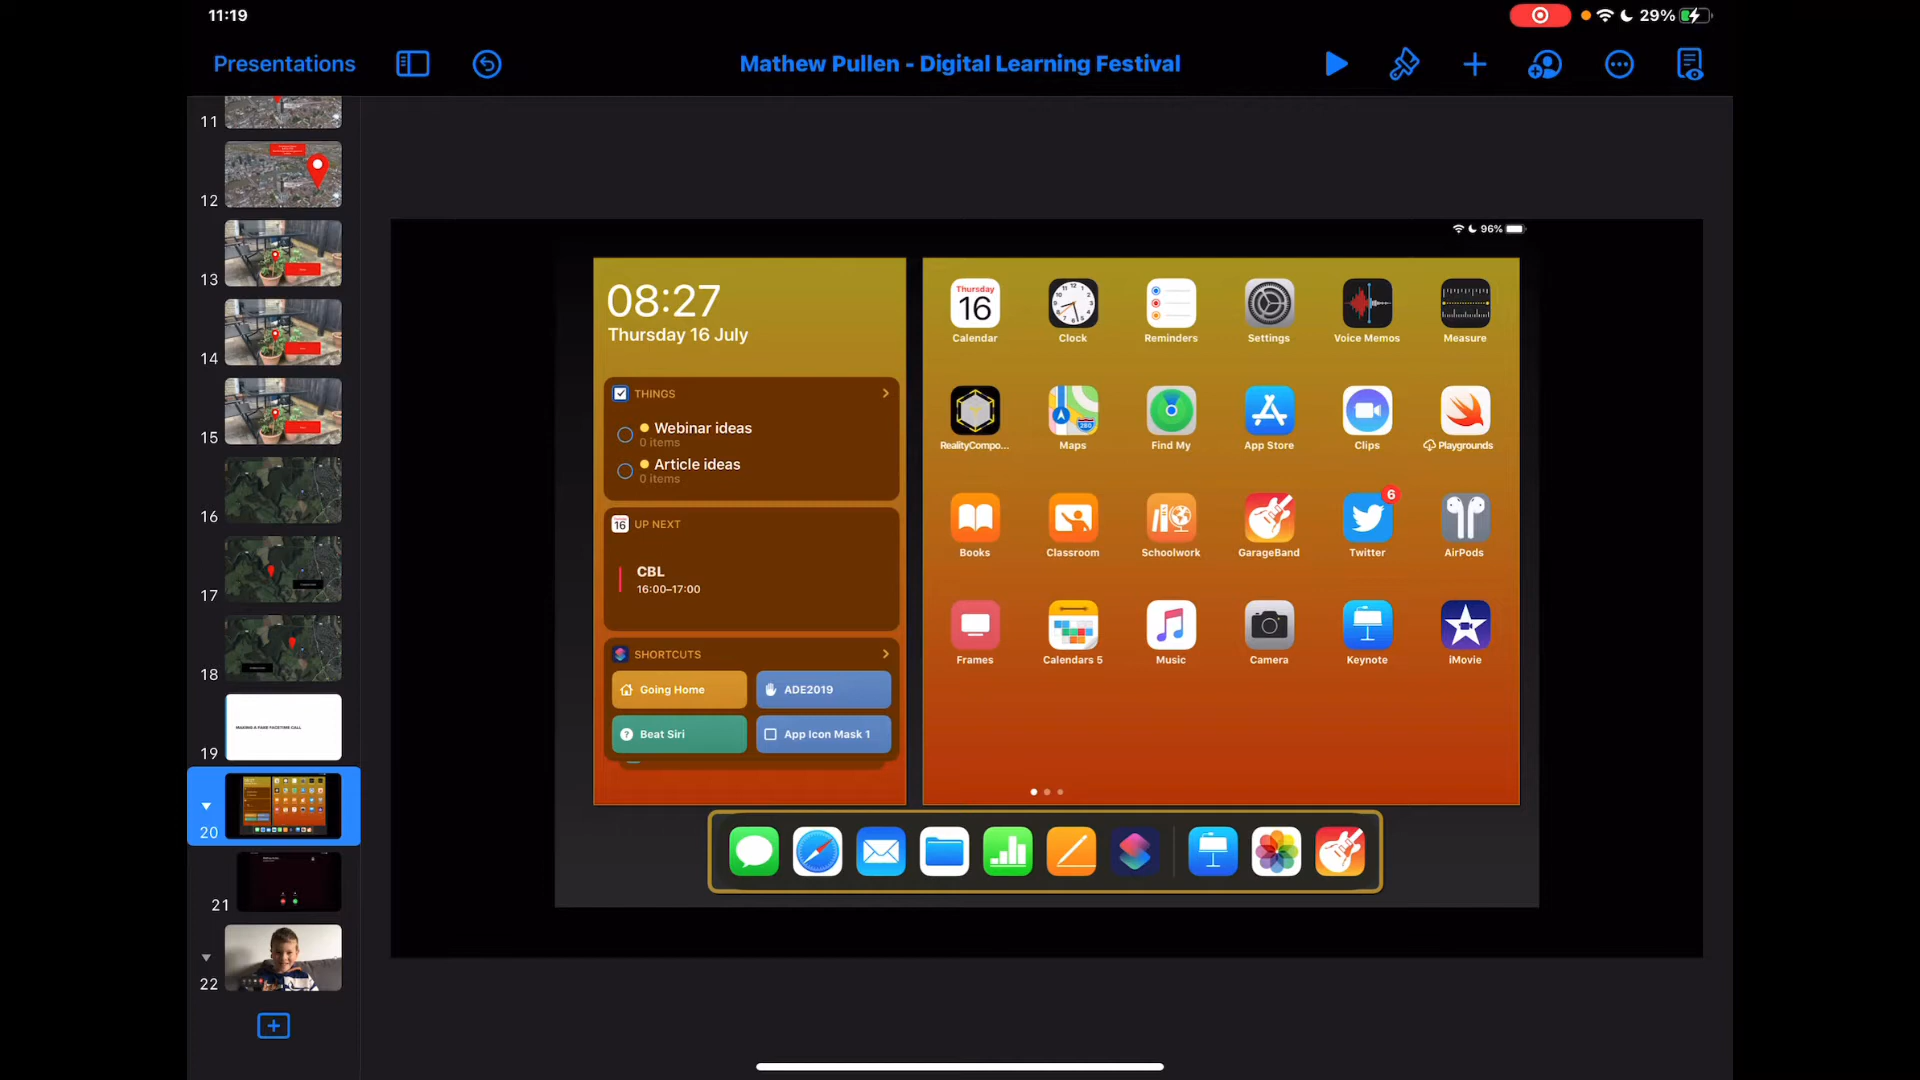 11:19
29%
Presentations
Mathew Pullen - Digital Learning Festival
11
12
13
14
15
16
17
18
MAKING A FAKE FACETIME CALL
19
20
21
22
96%
08:27
Thursday 16 July
THINGS
Webinar ideas
0 items
Article ideas
0 items
16
UP NEXT
CBL
16:00–17:00
SHORTCUTS
Going Home
ADE2019
Beat Siri
App Icon Mask 1
Thursday
16
Calendar
Clock
Reminders
Settings
Voice Memos
Measure
RealityCompo...
Maps
Find My
App Store
Clips
Playgrounds
6
Books
Classroom
Schoolwork
GarageBand
Twitter
AirPods
Frames
Calendars 5
Music
Camera
Keynote
iMovie